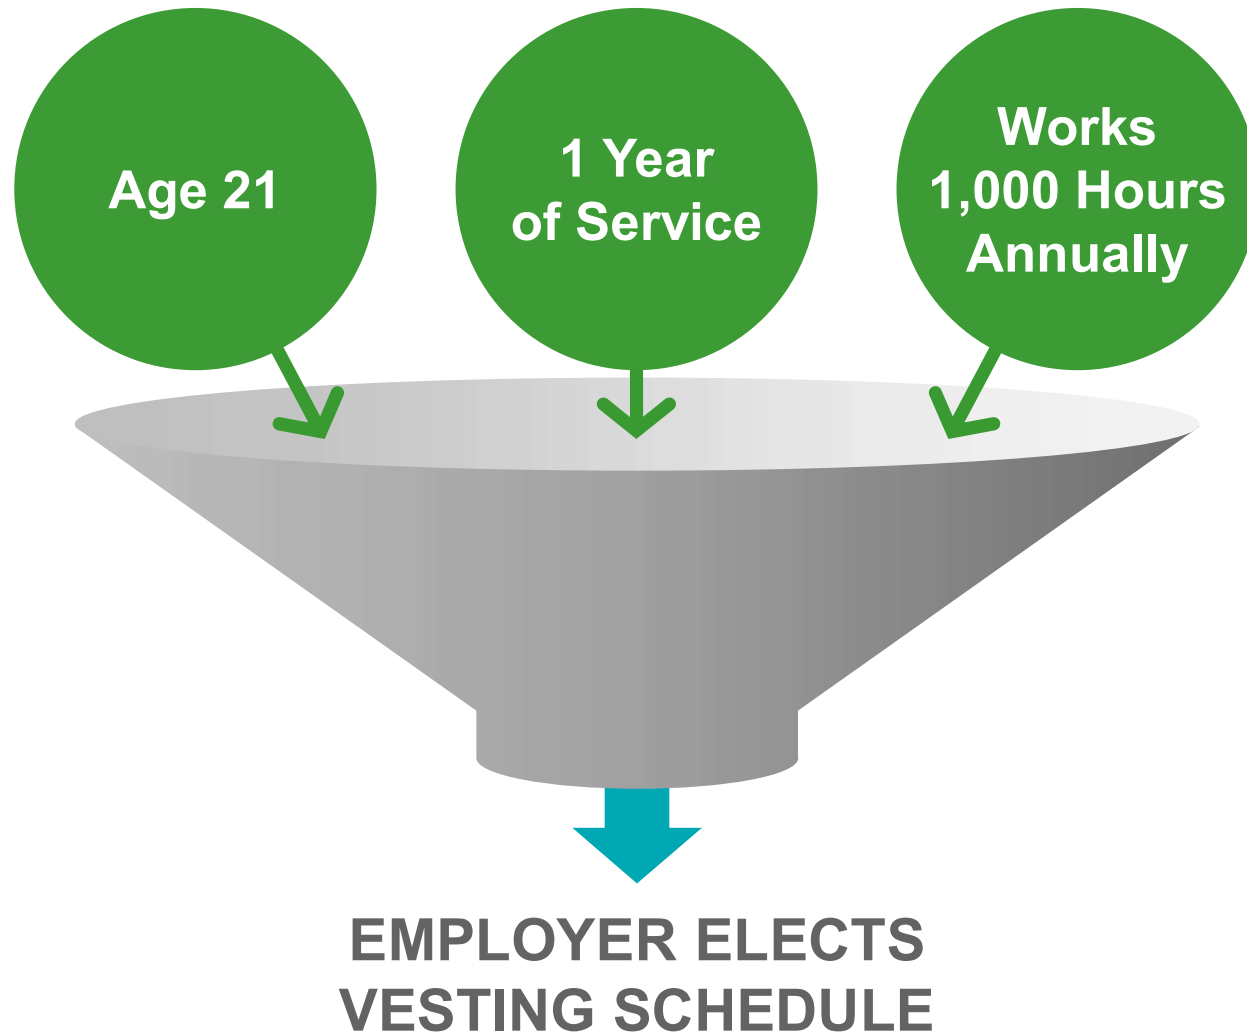 Age 21
1 Year
of Service
Works
1,000 Hours
Annually
EMPLOYER ELECTS
VESTING SCHEDULE